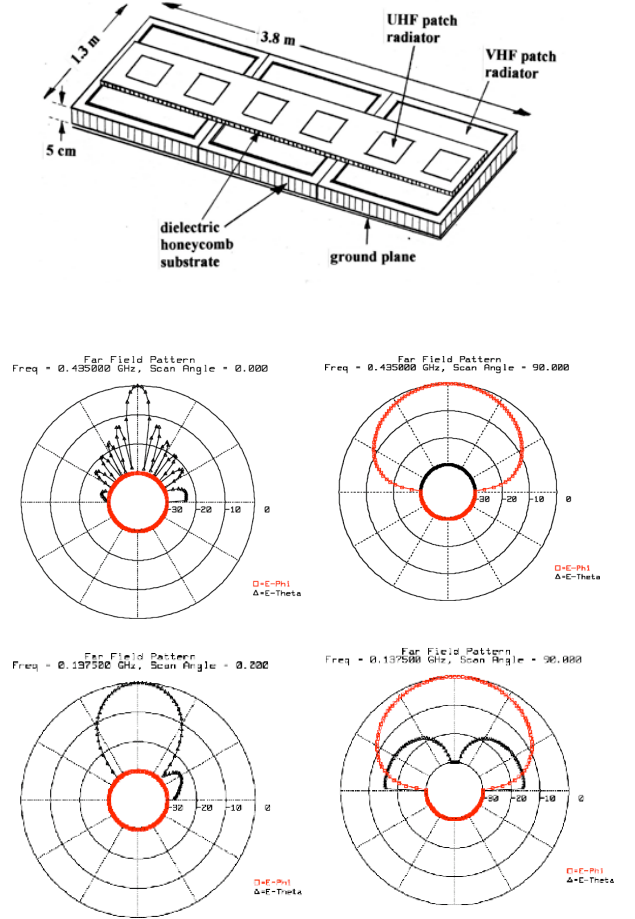 UHF patch
radiator
3.8 m
VHF patch
radiator
1.3 m
5 cm
dielectric
honeycomb
substrate
ground plane
Far Field Pattern
Freq = 0.435000 GHz, Scan Angle = 0.000
-30 -10 0
□=E-Phi
△=E-Theta
Far Field Pattern
Freq = 0.435000 GHz, Scan Angle = 90.000
-30 -20 -10 0
□=E-Phi
△=E-Theta
Far Field Pattern
Freq = 0.137500 GHz, Scan Angle = 0.200
-30 -20 -10 0
□=E-Phi
△=E-Theta
Far Field Pattern
Freq = 0.137500 GHz, Scan Angle = 90.000
-30 -20 -10 0
□=E-Phi
△=E-Theta